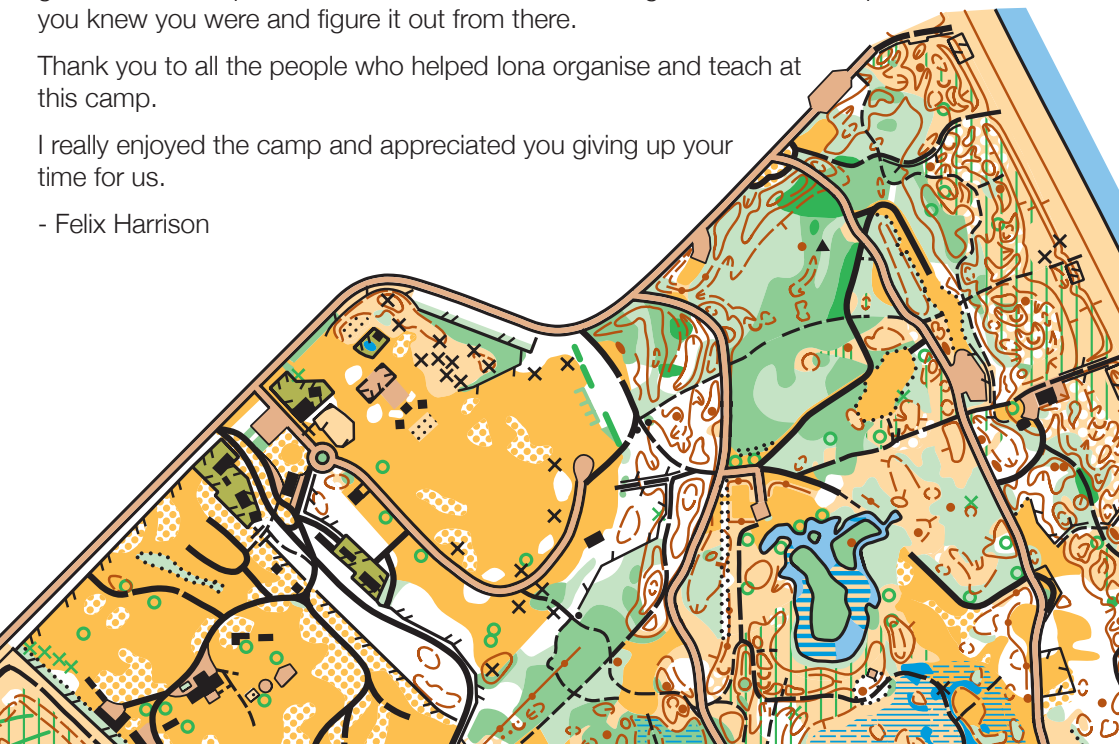 you knew you were and figure it out from there.
Thank you to all the people who helped Iona organise and teach at
this camp.
I really enjoyed the camp and appreciated you giving up your
time for us.
- Felix Harrison